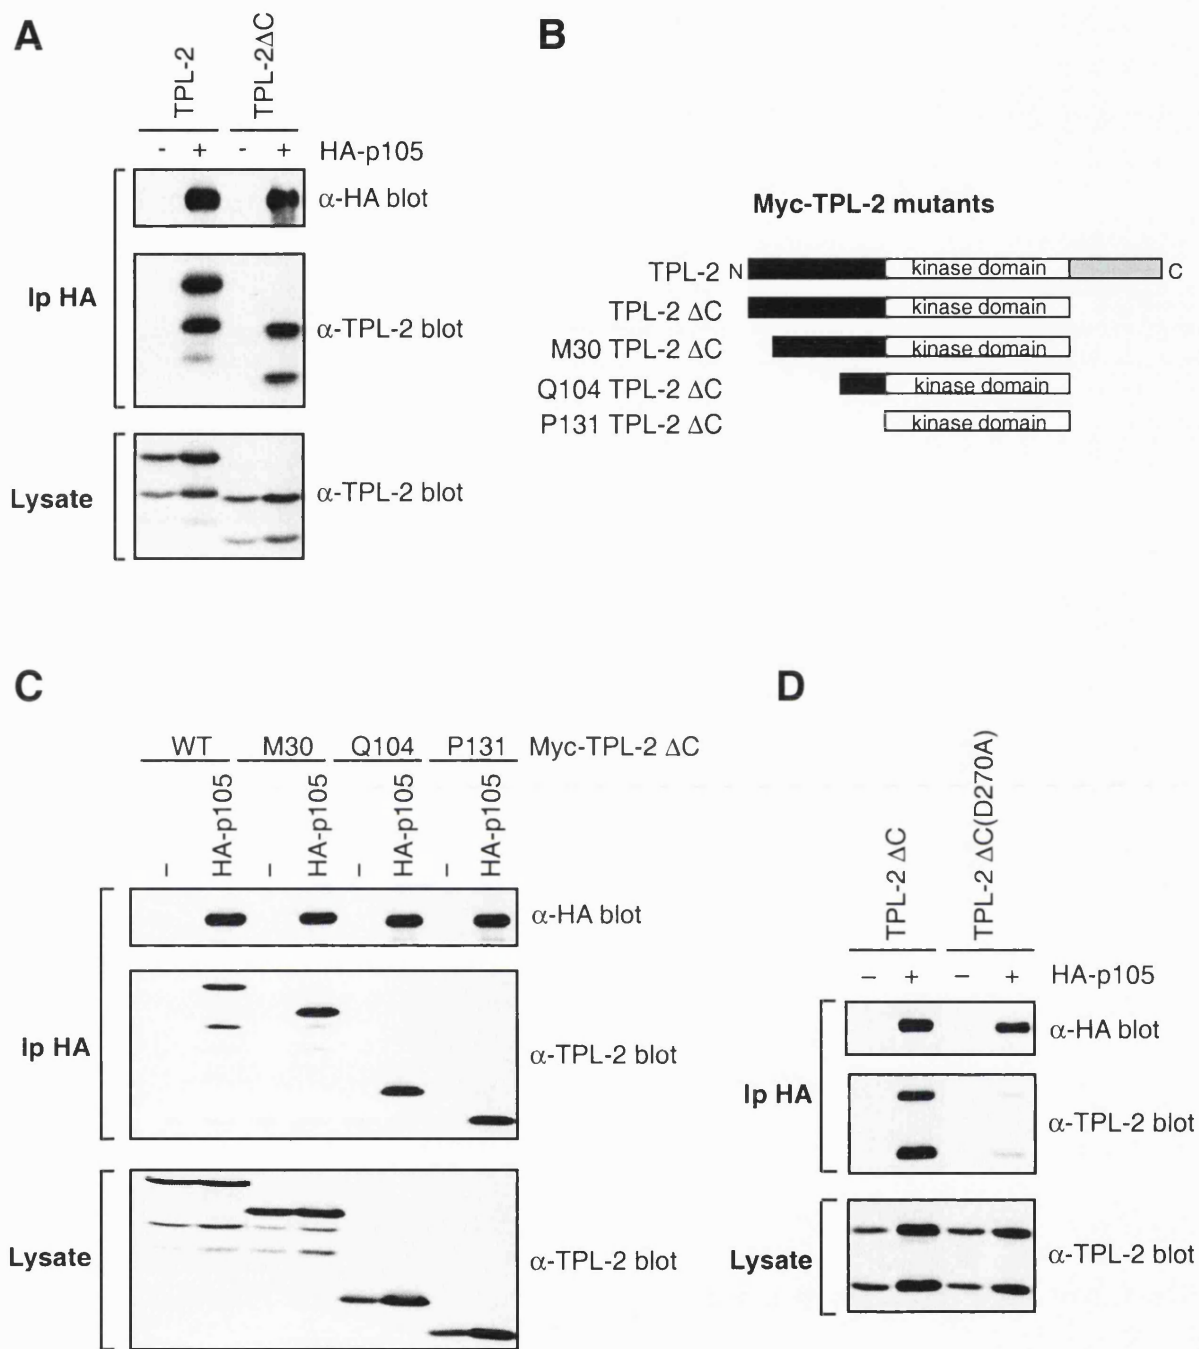 A
TPL-2
TPL-2ΔC
- + - + HA-p105
α-HA blot
Ip HA
α-TPL-2 blot
Lysate
α-TPL-2 blot
B
Myc-TPL-2 mutants
TPL-2 N kinase domain C
TPL-2 ΔC kinase domain
M30 TPL-2 ΔC kinase domain
Q104 TPL-2 ΔC kinase domain
P131 TPL-2 ΔC kinase domain
C
WT M30 Q104 P131 Myc-TPL-2 ΔC
– HA-p105 – HA-p105 – HA-p105 – HA-p105
α-HA blot
Ip HA
α-TPL-2 blot
Lysate
α-TPL-2 blot
D
TPL-2 ΔC
TPL-2 ΔC(D270A)
– + – + HA-p105
α-HA blot
Ip HA
α-TPL-2 blot
Lysate
α-TPL-2 blot